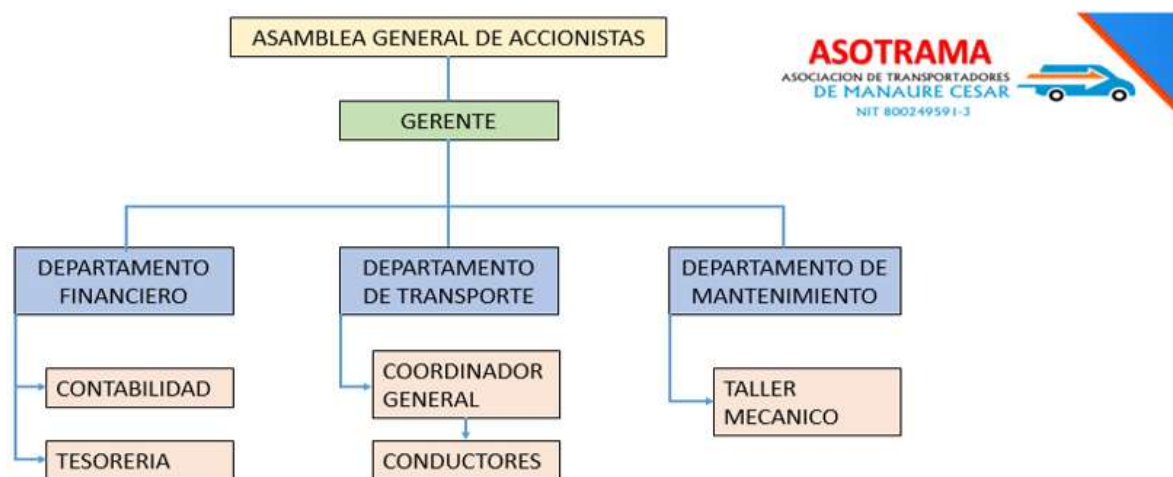 ASAMBLEA GENERAL DE ACCIONISTAS
ASOTRAMA
ASOCIACION DE TRANSPORTADORES
DE MANAURE CESAR
NIT 800249591-3
GERENTE
DEPARTAMENTO
FINANCIERO
CONTABILIDAD
TESORERIA
DEPARTAMENTO
DE TRANSPORTE
COORDINADOR
GENERAL
CONDUCTORES
DEPARTAMENTO DE
MANTENIMIENTO
TALLER
MECANICO